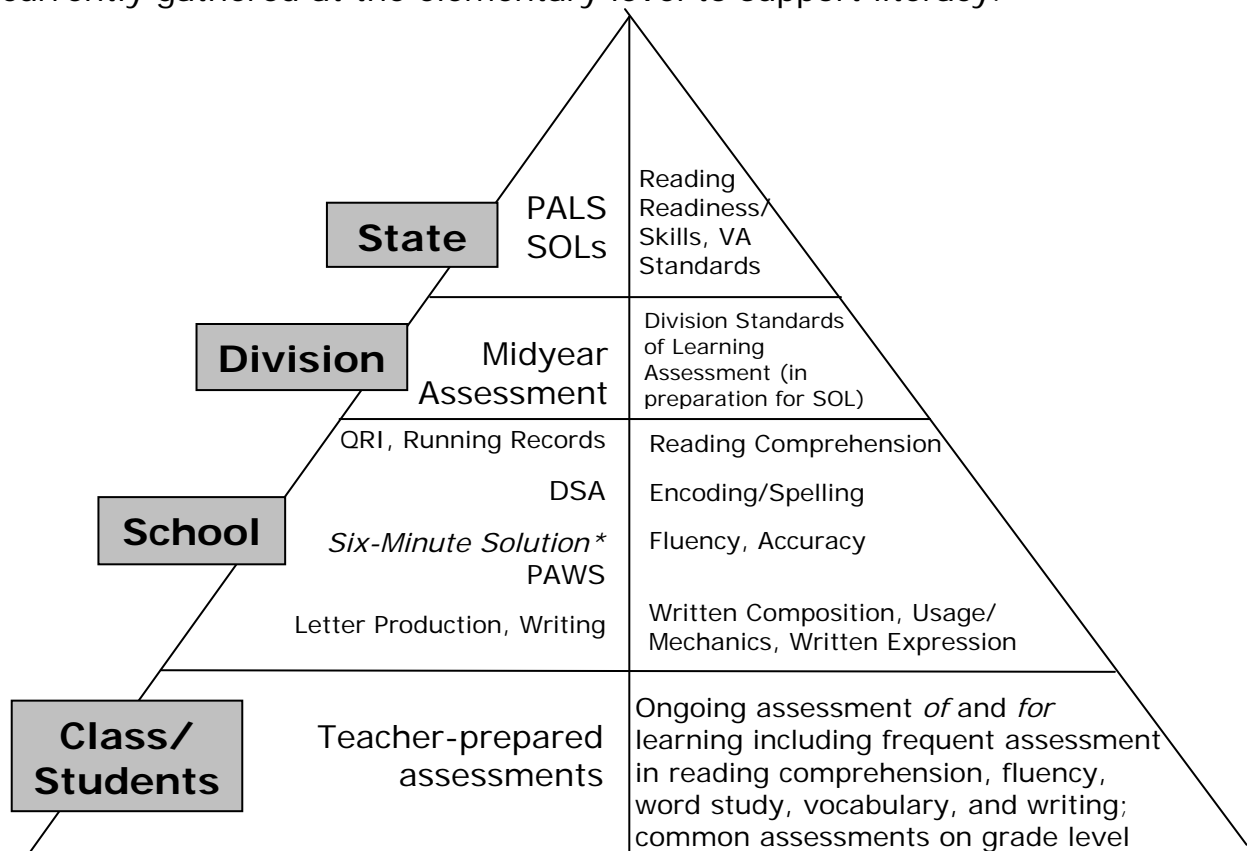 currently gathered at the elementary level to support literacy.
State
PALS
SOLs
Reading
Readiness/
Skills, VA
Standards
Division
Midyear
Assessment
Division Standards
of Learning
Assessment (in
preparation for SOL)
School
QRI, Running Records
Reading Comprehension
DSA
Encoding/Spelling
Six-Minute Solution*
PAWS
Fluency, Accuracy
Letter Production, Writing
Written Composition, Usage/
Mechanics, Written Expression
Class/
Students
Teacher-prepared
assessments
Ongoing assessment of and for
learning including frequent assessment
in reading comprehension, fluency,
word study, vocabulary, and writing;
common assessments on grade level